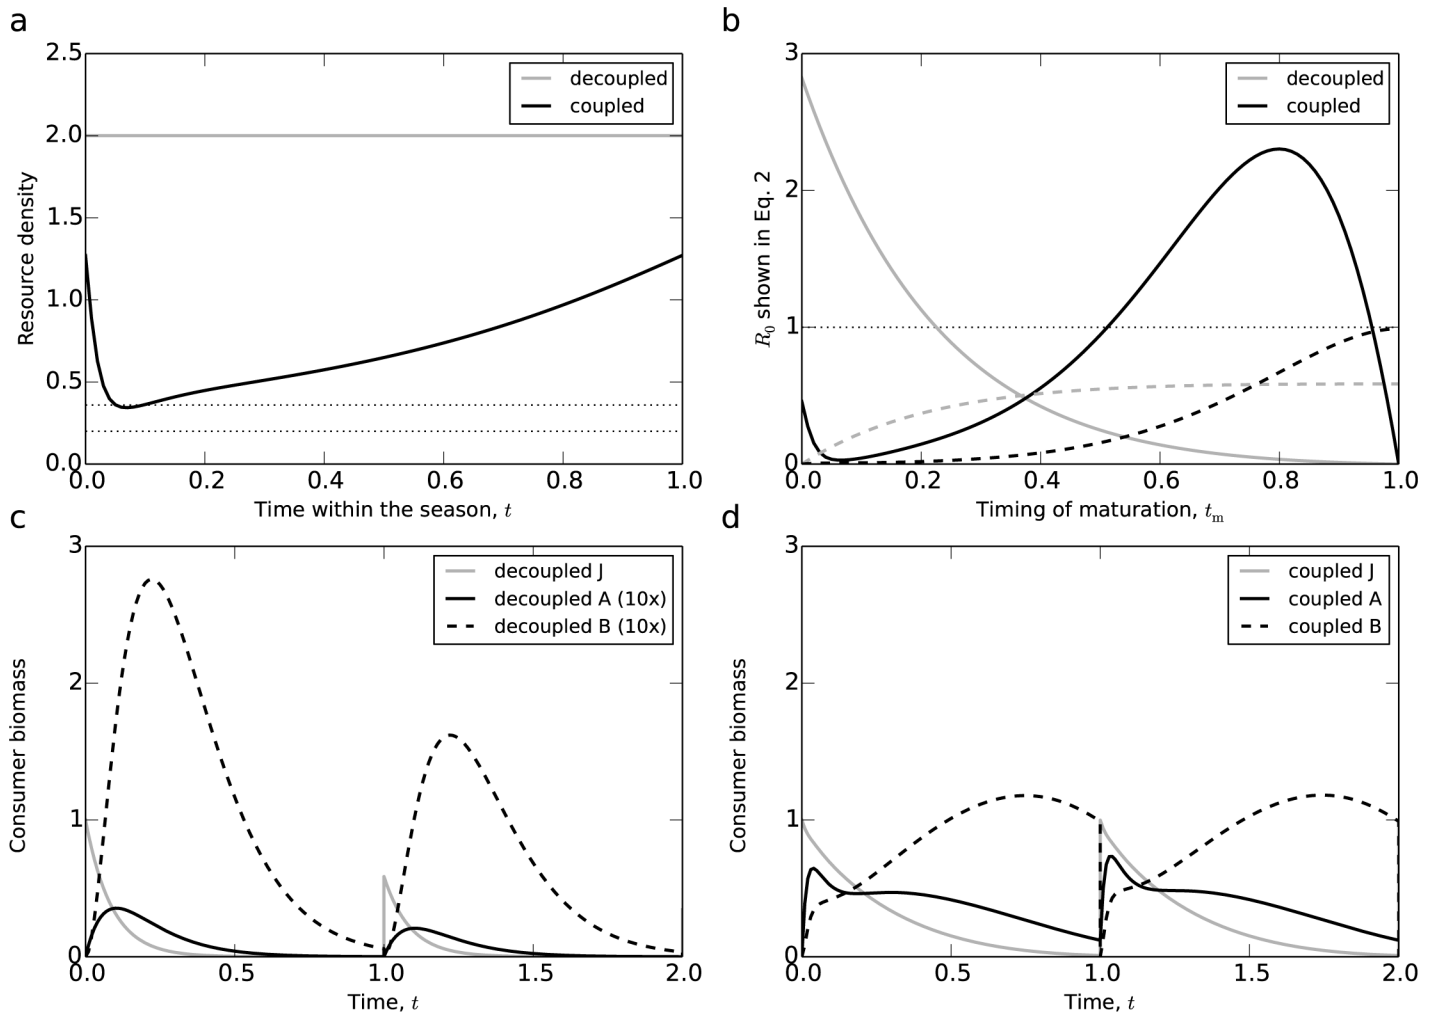 a
2.5
2.0
1.5
1.0
0.5
0.0
Resource density
decoupled
coupled
0.0 0.2 0.4 0.6 0.8 1.0
Time within the season, t
b
3
2
1
0
R0 shown in Eq. 2
decoupled
coupled
0.0 0.2 0.4 0.6 0.8 1.0
Timing of maturation, tm
c
3
2
1
0
Consumer biomass
decoupled J
decoupled A (10x)
decoupled B (10x)
0.0 0.5 1.0 1.5 2.0
Time, t
d
3
2
1
0
Consumer biomass
coupled J
coupled A
coupled B
0.0 0.5 1.0 1.5 2.0
Time, t